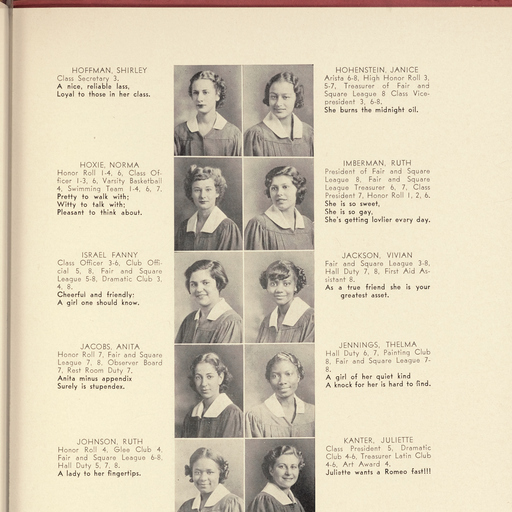 HOFFMAN, SHIRLEY
Class Secretary 3.
A nice, reliable lass,
Loyal to those in her class.
HOHENSTEIN, JANICE
Arista 6-8, High Honor Roll 3,
5-7, Treasurer of Fair and
Square League 8 Class Vice-
president 3, 6-8.
She burns the midnight oil.
HOXIE, NORMA
Honor Roll 1-4, 6, Class Of-
ficer 1-3, 6, Varsity Basketball
4, Swimming Team 1-4, 6, 7.
Pretty to walk with;
Witty to talk with;
Pleasant to think about.
IMBERMAN, RUTH
President of Fair and Square
League 8, Fair and Square
League Treasurer 6, 7, Class
President 7, Honor Roll 1, 2, 6.
She is so sweet,
She is so gay,
She's getting lovlier every day.
ISRAEL FANNY
Class Officer 3-6, Club Offi-
cial 5, 8, Fair and Square
League 5-8, Dramatic Club 3,
4, 8.
Cheerful and friendly:
A girl one should know.
JACKSON, VIVIAN
Fair and Square League 3-8,
Hall Duty 7, 8, First Aid As-
sistant 8.
As a true friend she is your
greatest asset.
JACOBS, ANITA
Honor Roll 7, Fair and Square
League 7, 8, Observer Board
7, Rest Room Duty 7.
Anita minus appendix
Surely is stupendex.
JENNINGS, THELMA
Hall Duty 6, 7, Painting Club
8, Fair and Square League 7-
8.
A girl of her quiet kind
A knock for her is hard to find.
JOHNSON, RUTH
Honor Roll 4, Glee Club 4,
Fair and Square League 6-8,
Hall Duty 5, 7, 8.
A lady to her fingertips.
KANTER, JULIETTE
Class President 5, Dramatic
Club 4-6, Treasurer Latin Club
4-6, Art Award 4.
Juliette wants a Romeo fast!!!